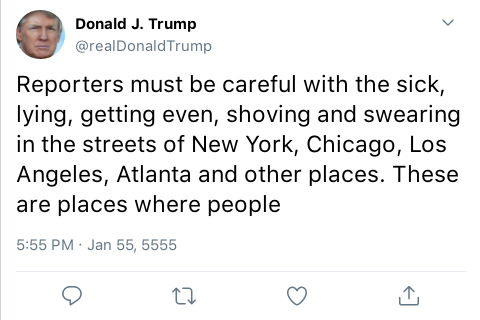 Donald J. Trump
@realDonaldTrump
Reporters must be careful with the sick,
lying, getting even, shoving and swearing
in the streets of New York, Chicago, Los
Angeles, Atlanta and other places. These
are places where people
5:55 PM · Jan 55, 5555